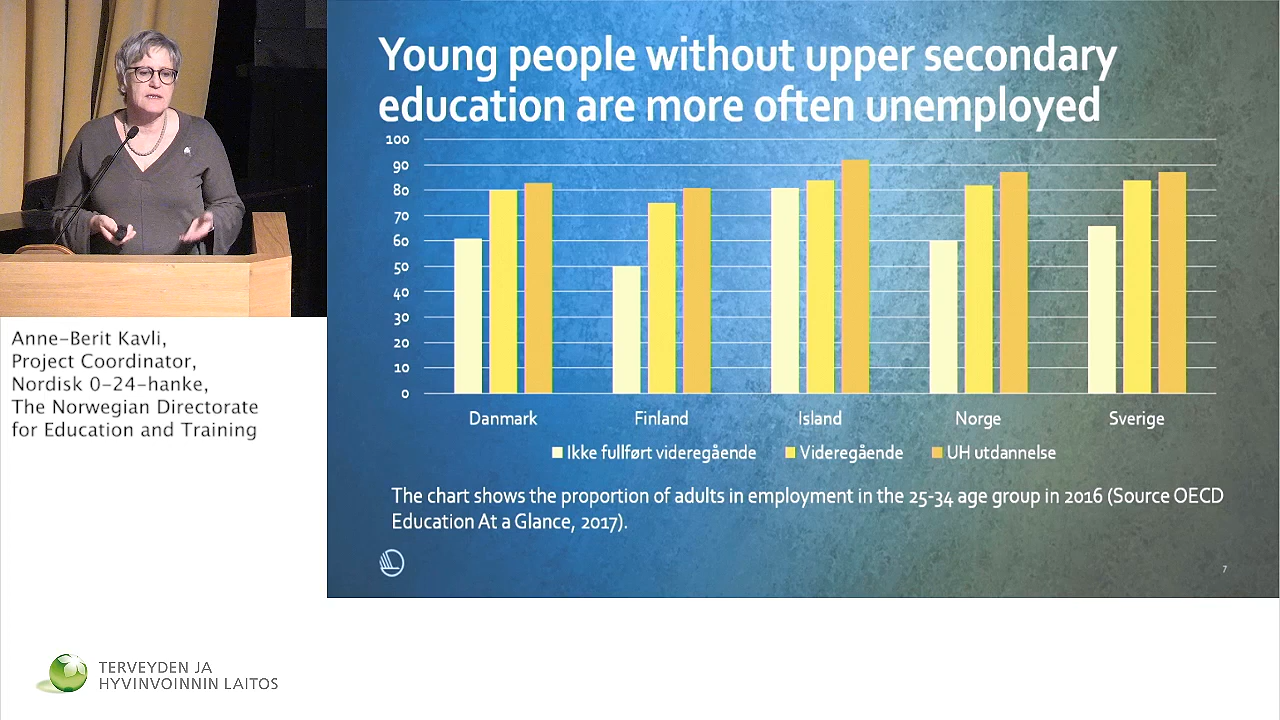 Young people without upper secondary
education are more often unemployed
100
90
80
70
60
50
40
30
20
10
0
Danmark Finland Island Norge Sverige
Ikke fullført videregående Videregående UH utdannelse
The chart shows the proportion of adults in employment in the 25-34 age group in 2016 (Source OECD
Education At a Glance, 2017).
7
Anne-Berit Kavli,
Project Coordinator,
Nordisk 0-24-hanke,
The Norwegian Directorate
for Education and Training
TERVEYDEN JA
HYVINVOINNIN LAITOS